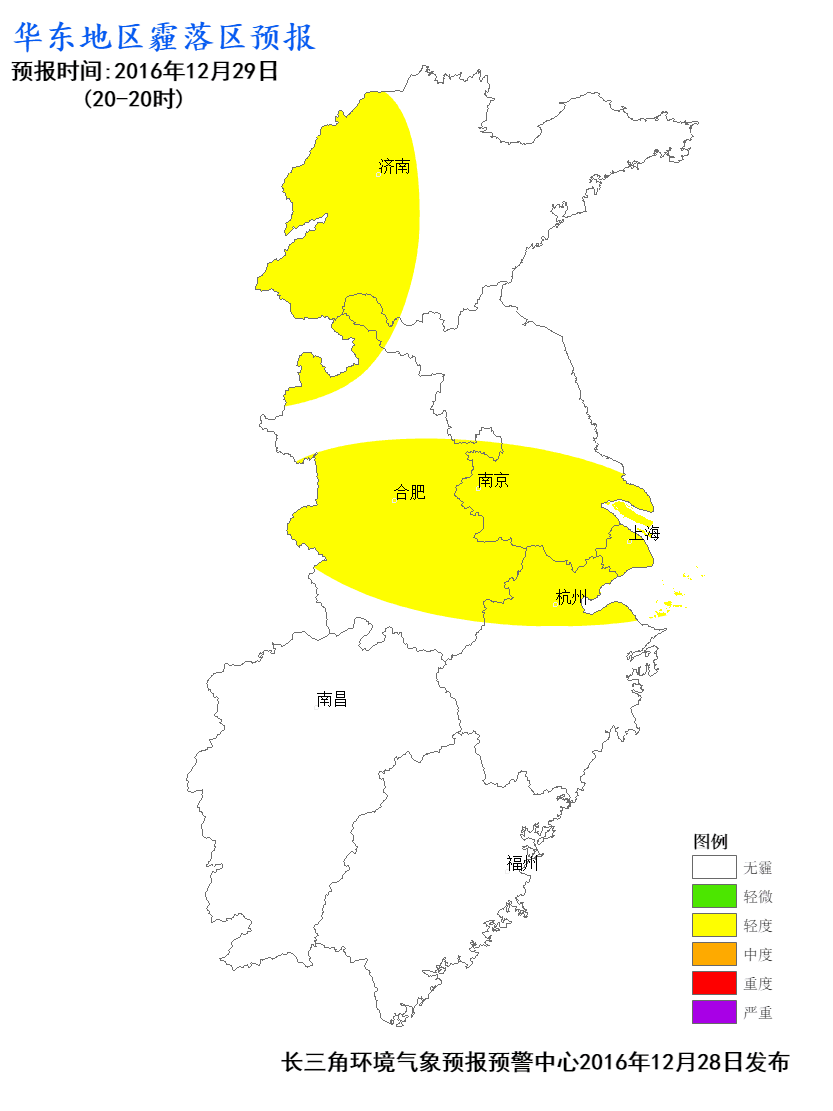 华东地区霾落区预报
预报时间:2016年12月29日
(20-20时)
济南
南京
合肥
上海
杭州
南昌
福州
图例
无霾
轻微
轻度
中度
重度
严重
长三角环境气象预报预警中心2016年12月28日发布